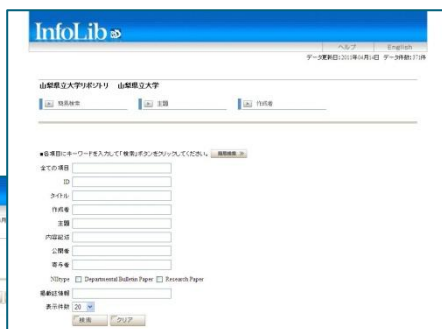 InfoLib
ヘルプ English
データ更新日:2011年04月14日 データ件数:371件
山梨県立大学リポジトリ 山梨県立大学
簡易検索 主題 作成者
●各項目にキーワードを入力して「検索」ボタンをクリックしてください。
全ての項目
ID
タイトル
作成者
主題
内容記述
公開者
寄与者
NIItype Departmental Bulletin Paper Research Paper
掲載誌情報
表示件数 20
検索 クリア